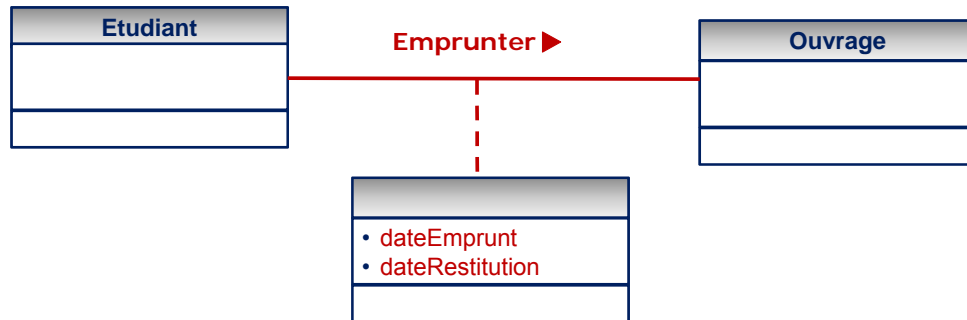 Etudiant
Emprunter
Ouvrage
• dateEmprunt
• dateRestitution